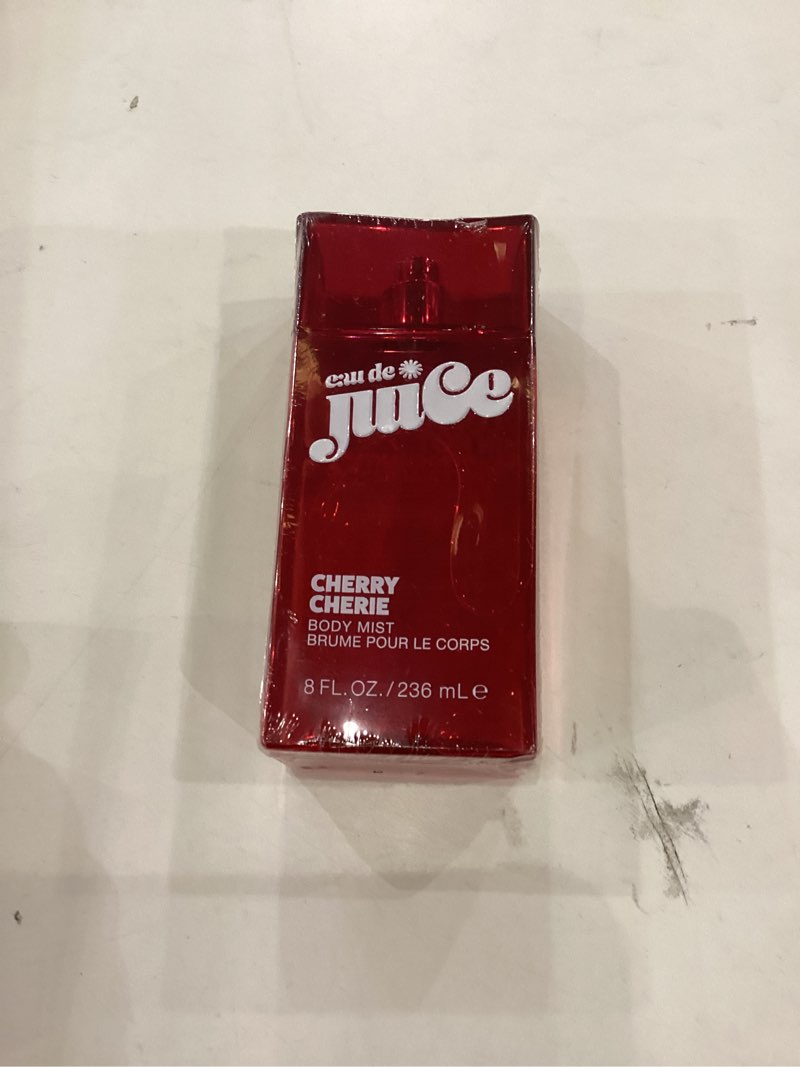 eau de
juice
CHERRY
CHERIE
BODY MIST
BRUME POUR LE CORPS
8 FL. OZ. / 236 mL ℮